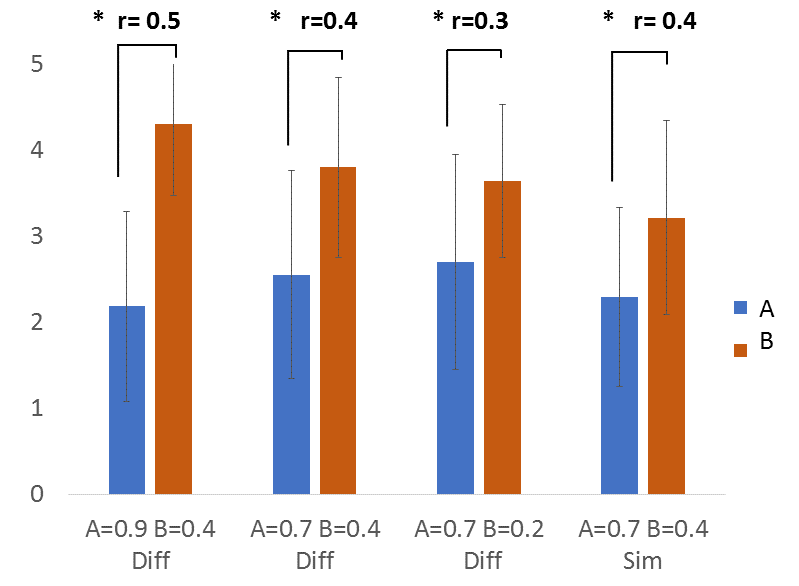 * r= 0.5
* r=0.4
* r=0.3
* r= 0.4
5
4
3
2
1
0
A=0.9 B=0.4
Diff
A=0.7 B=0.4
Diff
A=0.7 B=0.2
Diff
A=0.7 B=0.4
Sim
A
B